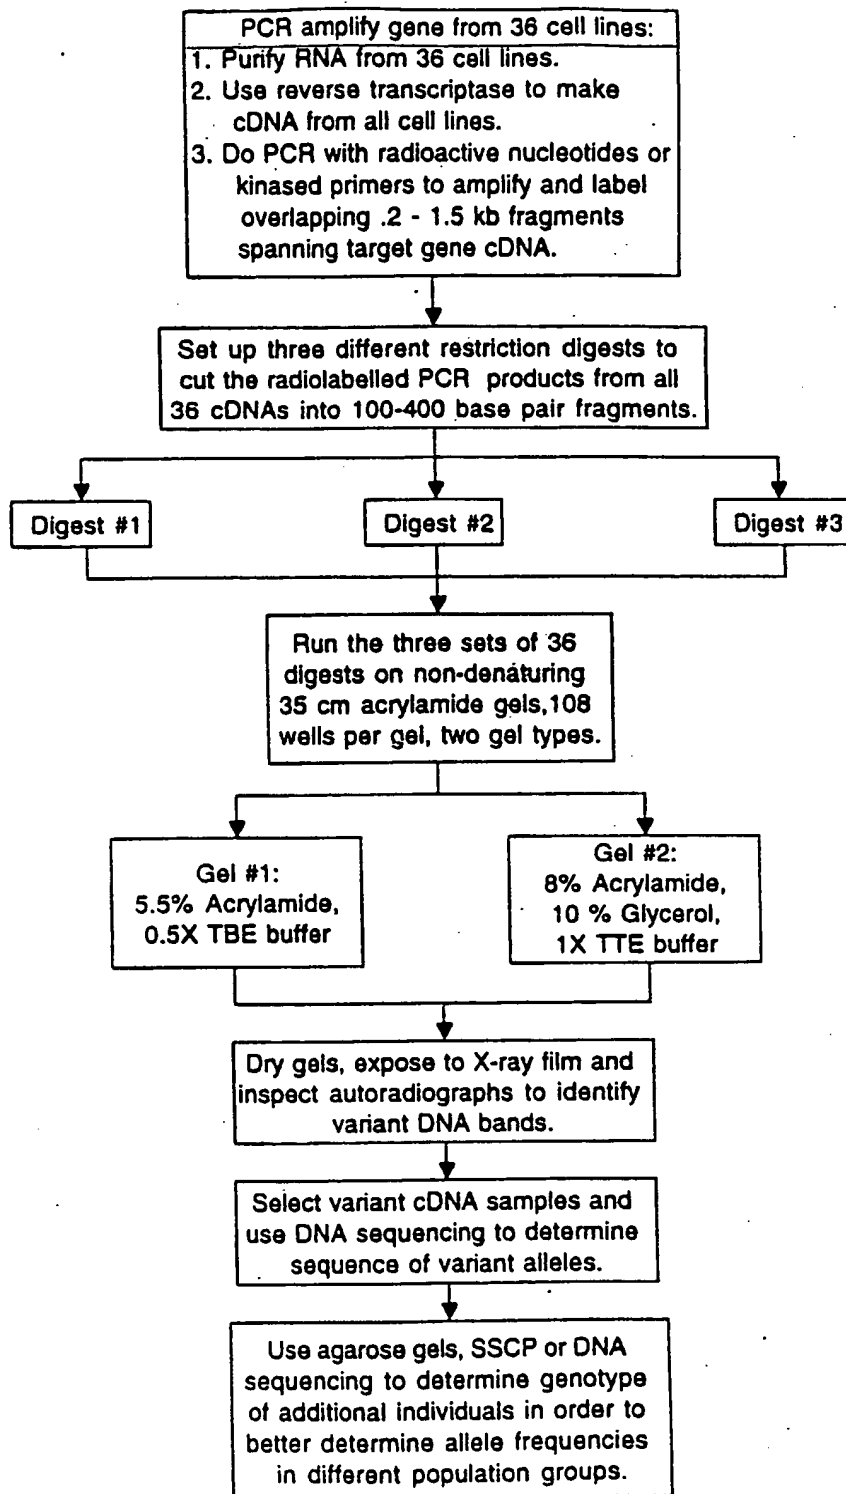 PCR amplify gene from 36 cell lines:
1. Purify RNA from 36 cell lines.
2. Use reverse transcriptase to make
cDNA from all cell lines.
3. Do PCR with radioactive nucleotides or
kinased primers to amplify and label
overlapping .2 - 1.5 kb fragments
spanning target gene cDNA.
Set up three different restriction digests to
cut the radiolabelled PCR products from all
36 cDNAs into 100-400 base pair fragments.
Digest #1
Digest #2
Digest #3
Run the three sets of 36
digests on non-denaturing
35 cm acrylamide gels,108
wells per gel, two gel types.
Gel #1:
5.5% Acrylamide,
0.5X TBE buffer
Gel #2:
8% Acrylamide,
10 % Glycerol,
1X TTE buffer
Dry gels, expose to X-ray film and
inspect autoradiographs to identify
variant DNA bands.
Select variant cDNA samples and
use DNA sequencing to determine
sequence of variant alleles.
Use agarose gels, SSCP or DNA
sequencing to determine genotype
of additional individuals in order to
better determine allele frequencies
in different population groups.